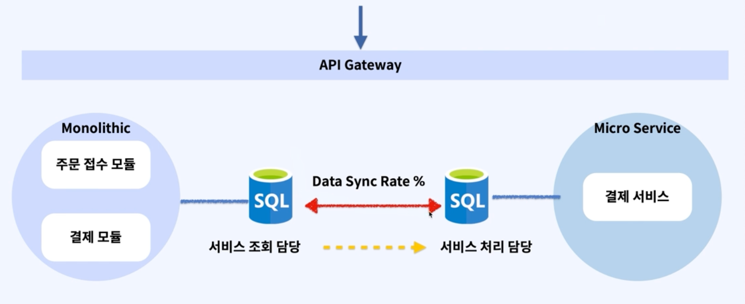 API Gateway
Monolithic
주문 접수 모듈
결제 모듈
SQL
Data Sync Rate %
SQL
서비스 조회 담당
서비스 처리 담당
Micro Service
결제 서비스